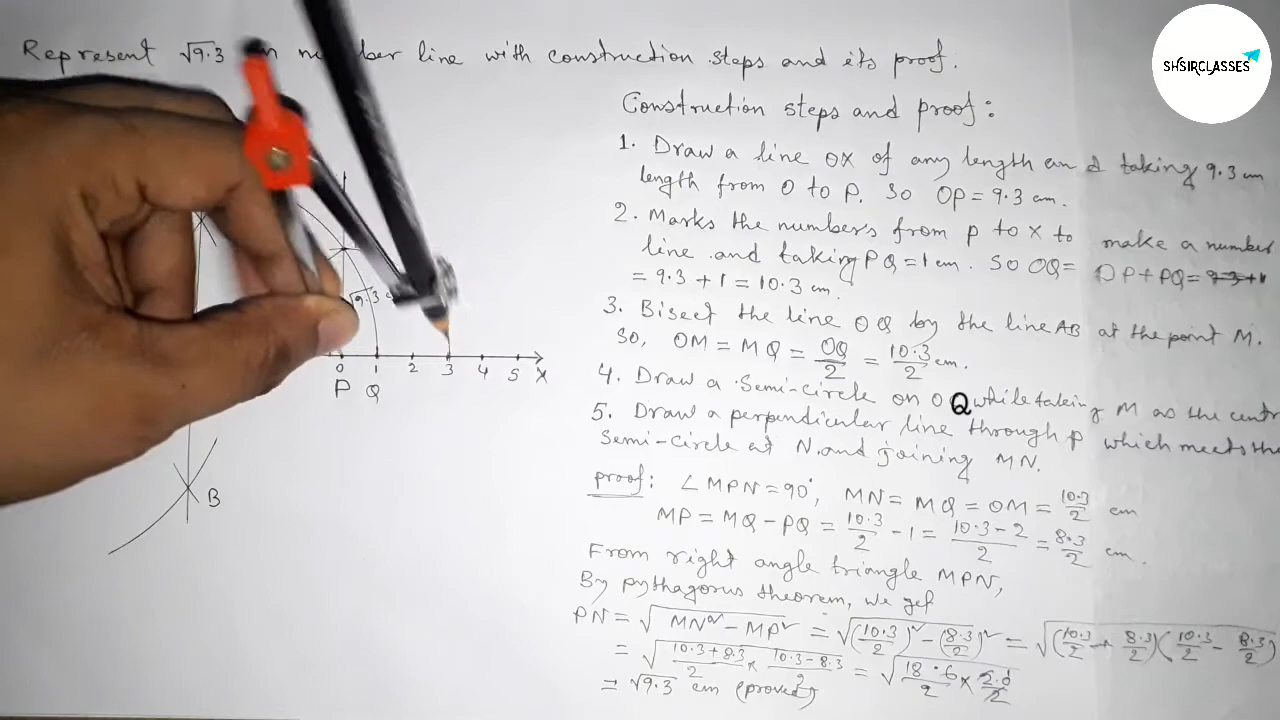 Represent √9.3 number line with construction steps and its proof.
SHSIRCLASSES
Construction steps and proof:
1. Draw a line OX of any length and taking 9.3 cm
length from O to P. So OP = 9.3 cm.
2. Marks the numbers from P to X to make a number
line and taking PQ = 1 cm. So OQ = OP + PQ = 9.3+1
= 9.3 + 1 = 10.3 cm.
3. Bisect the line OQ by the line AB at the point M.
So, OM = MQ = OQ/2 = 10.3/2 cm.
4. Draw a Semi-circle on OQ while taking M as the centr
5. Draw a perpendicular line through P which meets the
Semi-Circle at N. and joining MN.
proof: ∠MPN = 90°, MN = MQ = OM = 10.3/2 cm
MP = MQ – PQ = 10.3/2 – 1 = 10.3 – 2/2 = 8.3/2 cm.
From right angle triangle MPN,
By pythagorus theorem, we get
PN = √MN² – MP² = √(10.3/2)² – (8.3/2)² = √(10.3/2 + 8.3/2)(10.3/2 – 8.3/2)
= √10.3+8.3/2 × 10.3–8.3/2 = √18.6/2 × 2.0/2
= √9.3 cm (proved)
√9.3
0 1 2 3 4 5 X
P Q
B